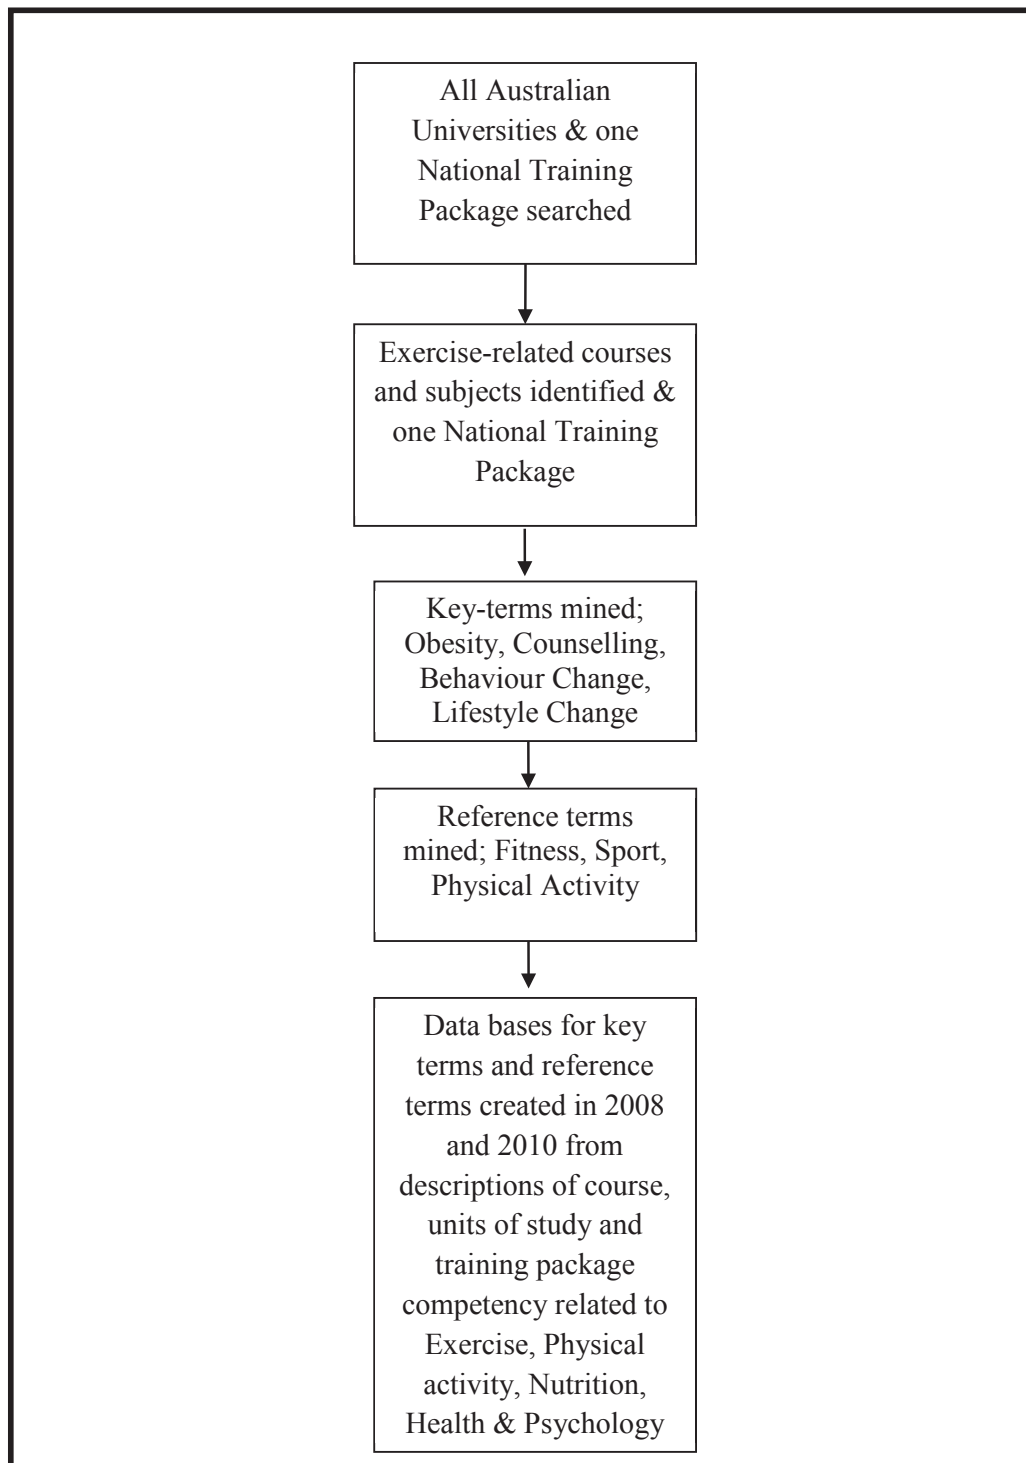 All Australian
Universities & one
National Training
Package searched
Exercise-related courses
and subjects identified &
one National Training
Package
Key-terms mined;
Obesity, Counselling,
Behaviour Change,
Lifestyle Change
Reference terms
mined; Fitness, Sport,
Physical Activity
Data bases for key
terms and reference
terms created in 2008
and 2010 from
descriptions of course,
units of study and
training package
competency related to
Exercise, Physical
activity, Nutrition,
Health & Psychology